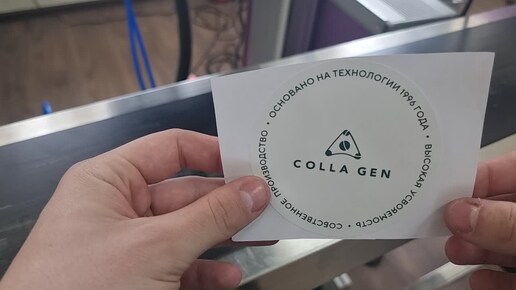 • ОСНОВАНО НА ТЕХНОЛОГИИ 1996 ГОДА • ВЫСОКАЯ УСВОЯЕМОСТЬ • СОБСТВЕННОЕ ПРОИЗВОДСТВО
COLLA GEN